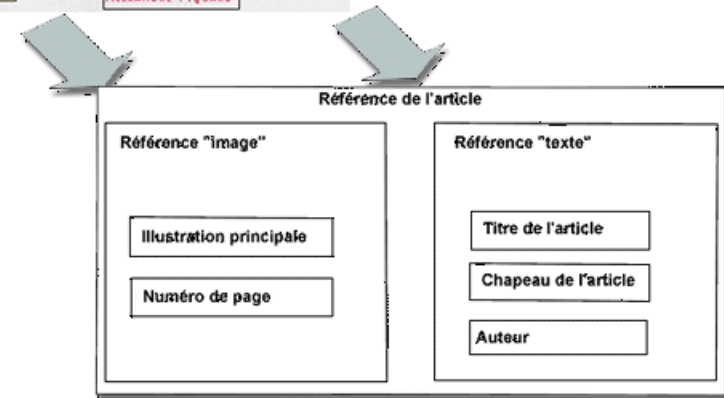 Référence de l'article
Référence "image"
Illustration principale
Numéro de page
Référence "texte"
Titre de l'article
Chapeau de l'article
Auteur